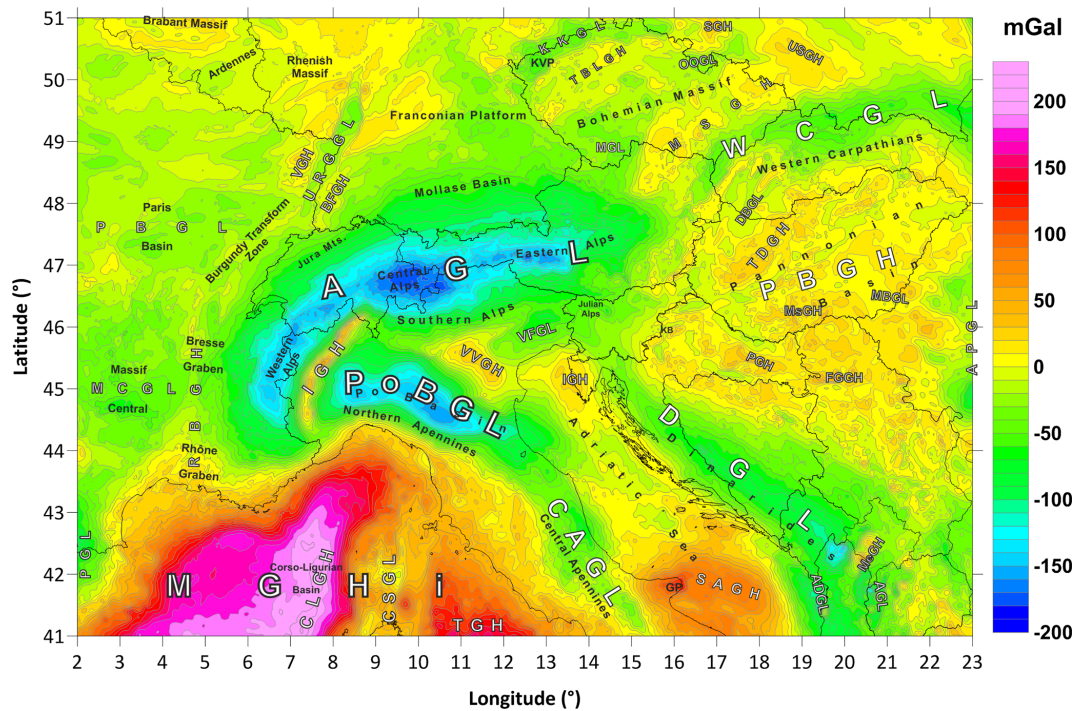 mGal
200
150
100
50
0
-50
-100
-150
-200
51
50
49
48
47
46
45
44
43
42
41
Latitude (°)
2 3 4 5 6 7 8 9 10 11 12 13 14 15 16 17 18 19 20 21 22 23
Longitude (°)
Brabant Massif
Ardennes
Rhenish
Massif
KKGL
KVP
TBLGH
SGH
OOGL
USGH
Franconian Platform
Bohemian Massif
MSGH
MGL
WCGL
Western Carpathians
VGH
URGGL
BFGH
Mollase Basin
DBGL
Paris
PBGL
Basin
Burgundy Transform
Zone
Jura Mts.
TDGH
Pannonian
PBGH
Basin
MBGL
MsGH
AGL
Central
Alps
Eastern Alps
Southern Alps
Julian
Alps
VFGL
KB
APGL
Bresse
Graben
Western
Alps
IGH
VVGH
PGH
FGGH
Massif
MCGL
Central
RBGH
PoBGL
Po Basin
IGH
Northern Apennines
Rhône
Graben
Adriatic Sea
DGL
Dinarides
CAGL
Central Apennines
PGL
MGHi
Corso-Ligurian
Basin
CLGH
CSGL
TGH
GP
SAGH
ADGL
MeGH
AGL